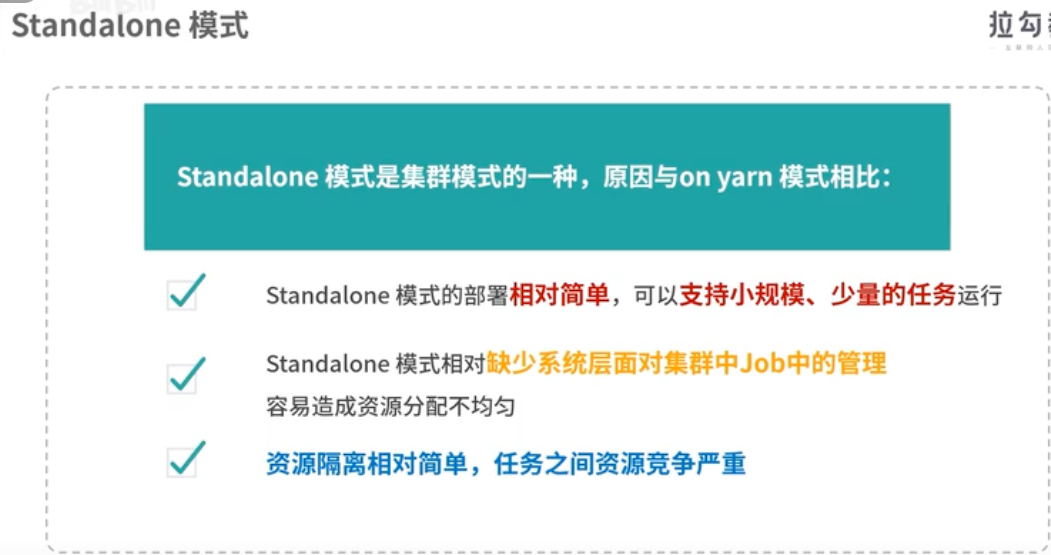 Standalone 模式
拉勾
Standalone 模式是集群模式的一种，原因与on yarn 模式相比：
Standalone 模式的部署相对简单，可以支持小规模、少量的任务运行
Standalone 模式相对缺少系统层面对集群中Job中的管理
容易造成资源分配不均匀
资源隔离相对简单，任务之间资源竞争严重